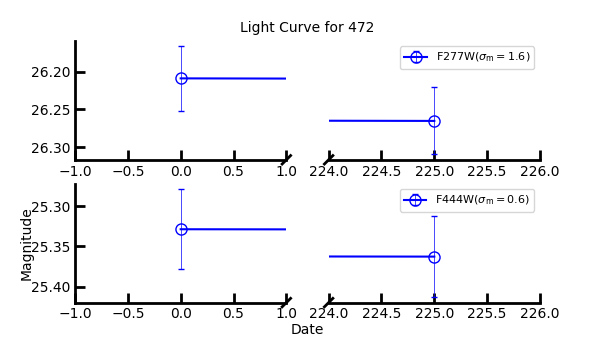 Light Curve for 472
F277W(σm = 1.6)
26.20
26.25
26.30
−1.0 −0.5 0.0 0.5 1.0 224.0 224.5 225.0 225.5 226.0
F444W(σm = 0.6)
25.30
25.35
25.40
Magnitude
−1.0 −0.5 0.0 0.5 1.0 224.0 224.5 225.0 225.5 226.0
Date